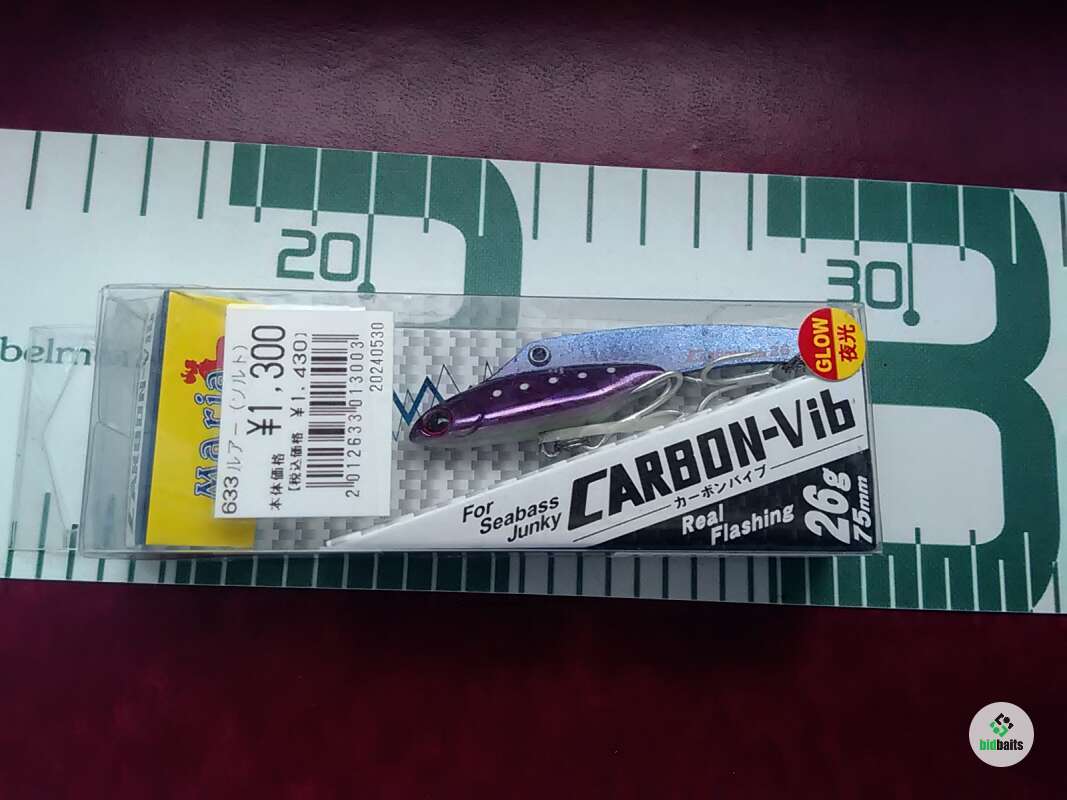 20
30
belm
Maria
633ルアー(ソルト)
¥1,300
本体価格
[税込価格 ¥1,430]
2012633013003
20240530
GLOW
夜光
For
Seabass
Junky
CARBON-Vib
カーボンバイブ
Real
Flashing
26g
75mm
bidbaits